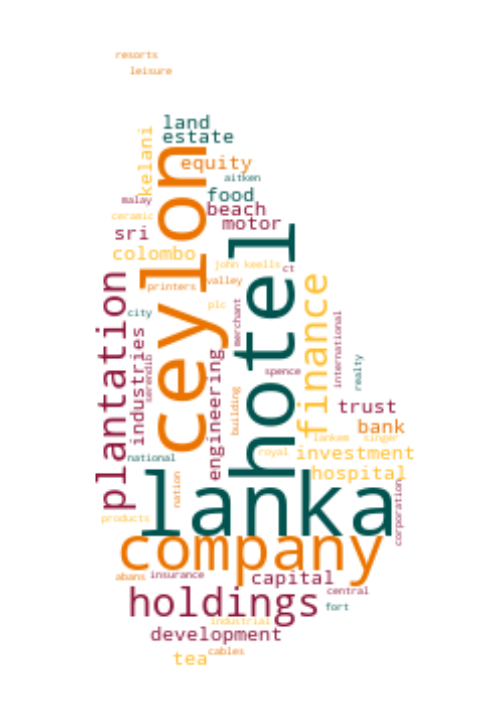 resorts
leisure
land
estate
kelani
ceylon
equity
aitken
malay
food
beach
ceramic
motor
sri
hotel
colombo
john keells
ct
plantation
valley
printers
finance
plc
city
merchant
international
industries
serendib
engineering
realty
spence
building
trust
bank
lankem
singer
royal
investment
national
hospital
nation
lanka
corporation
products
company
abans
insurance
capital
central
holdings
fort
industrial
development
cables
tea